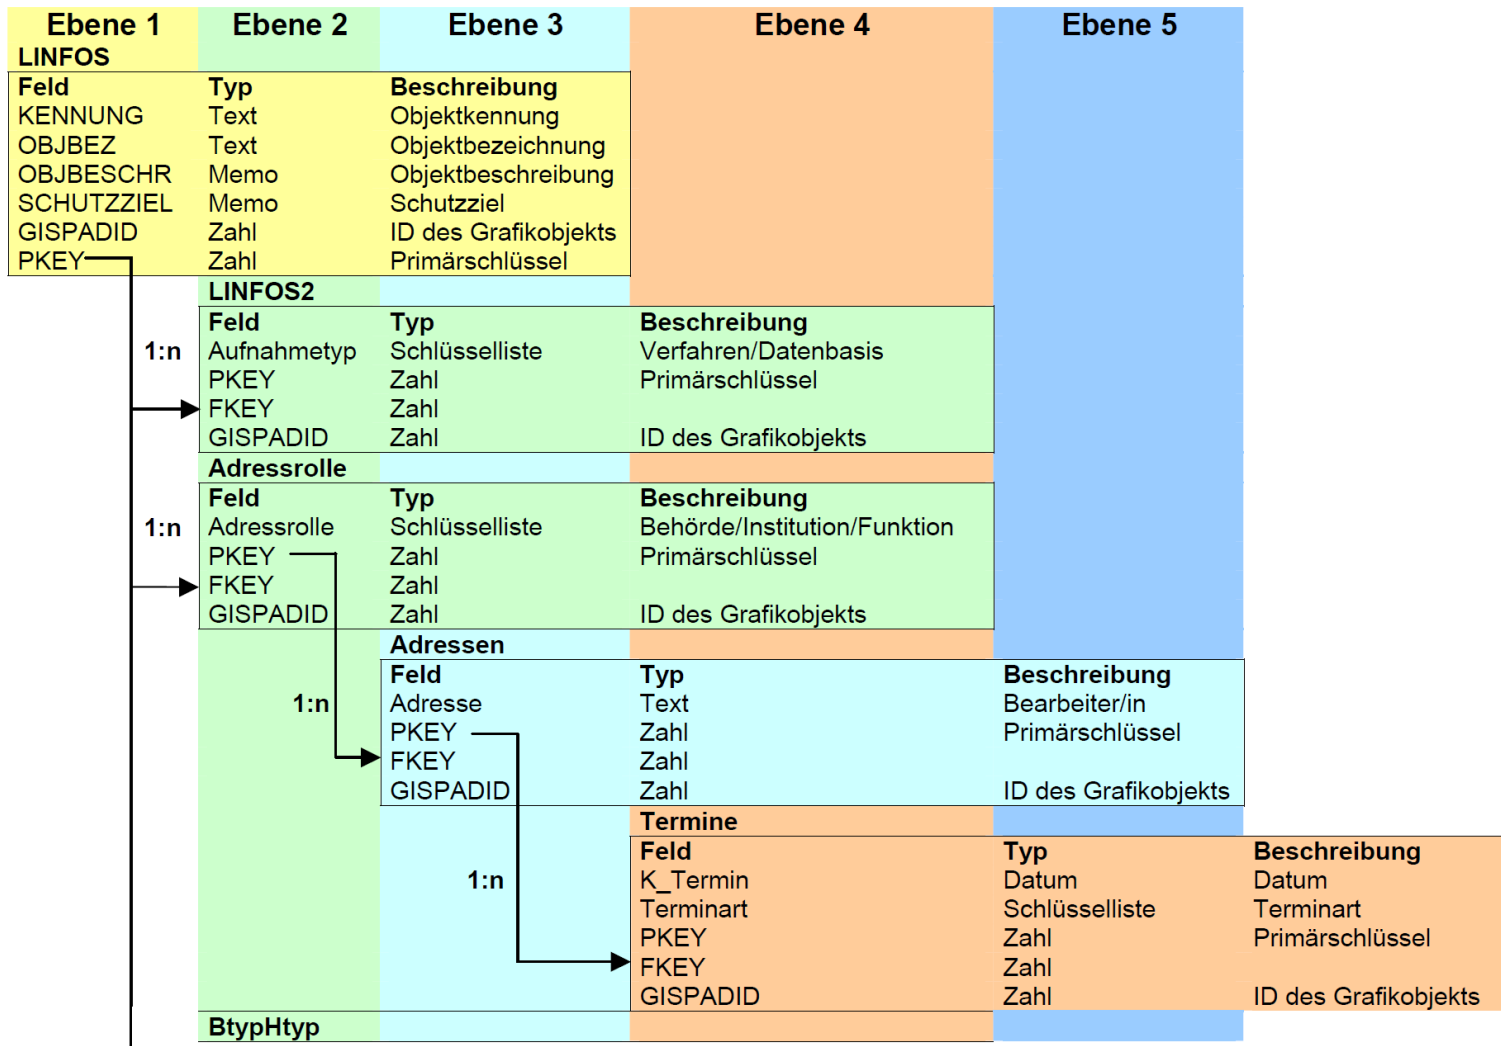 Ebene 1 Ebene 2 Ebene 3 Ebene 4 Ebene 5
LINFOS
Feld Typ Beschreibung
KENNUNG Text Objektkennung
OBJBEZ Text Objektbezeichnung
OBJBESCHR Memo Objektbeschreibung
SCHUTZZIEL Memo Schutzziel
GISPADID Zahl ID des Grafikobjekts
PKEY Zahl Primärschlüssel
LINFOS2
Feld Typ Beschreibung
1:n Aufnahmetyp Schlüsselliste Verfahren/Datenbasis
PKEY Zahl Primärschlüssel
FKEY Zahl
GISPADID Zahl ID des Grafikobjekts
Adressrolle
Feld Typ Beschreibung
1:n Adressrolle Schlüsselliste Behörde/Institution/Funktion
PKEY Zahl Primärschlüssel
FKEY Zahl
GISPADID Zahl ID des Grafikobjekts
Adressen
Feld Typ Beschreibung
1:n Adresse Text Bearbeiter/in
PKEY Zahl Primärschlüssel
FKEY Zahl
GISPADID Zahl ID des Grafikobjekts
Termine
Feld Typ Beschreibung
1:n K_Termin Datum Datum
Terminart Schlüsselliste Terminart
PKEY Zahl Primärschlüssel
FKEY Zahl
GISPADID Zahl ID des Grafikobjekts
BtypHtyp